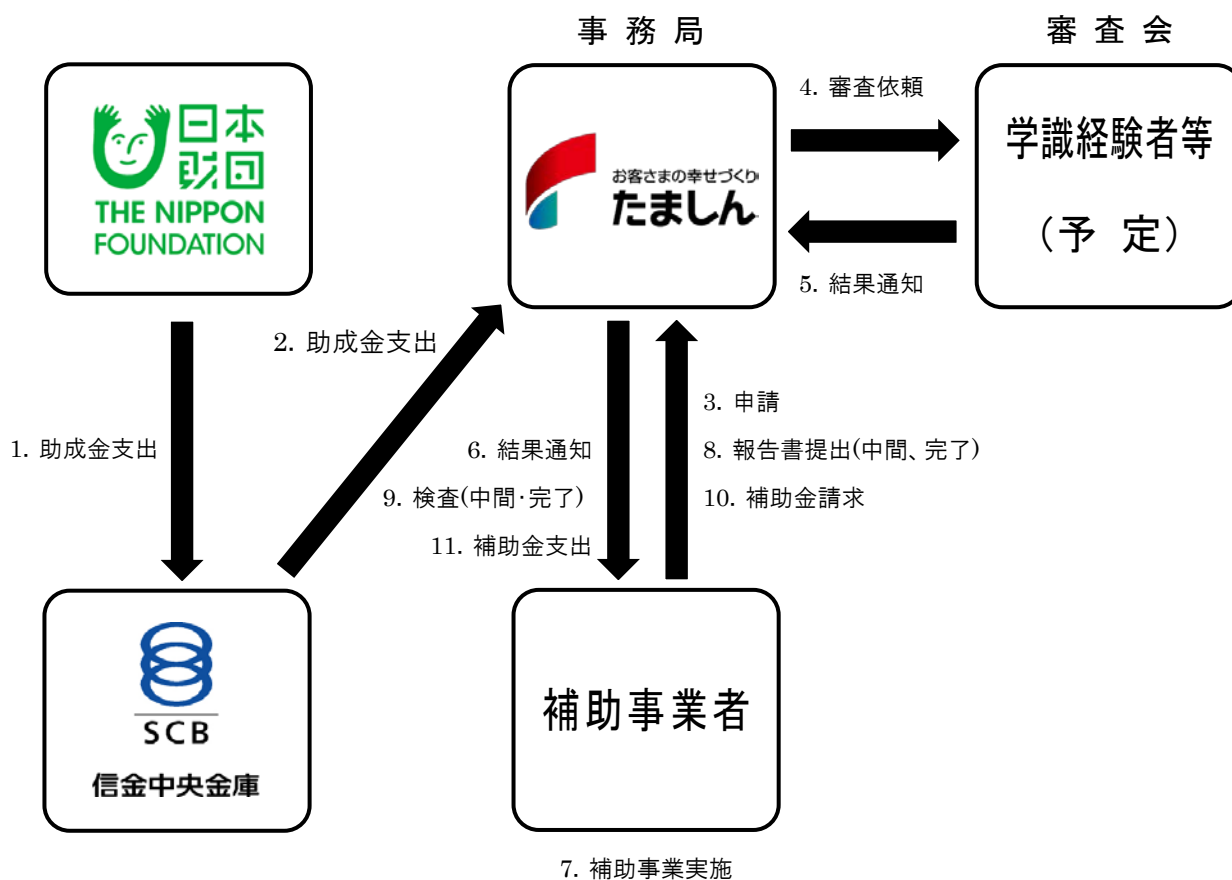 事 務 局
審 査 会
日本
財団
THE NIPPON
FOUNDATION
お客さまの幸せづくり
たましん
4. 審査依頼
学識経験者等
（予 定）
5. 結果通知
2. 助成金支出
1. 助成金支出
3. 申請
6. 結果通知
8. 報告書提出(中間、完了)
9. 検査(中間･完了)
10. 補助金請求
11. 補助金支出
SCB
信金中央金庫
補助事業者
7. 補助事業実施